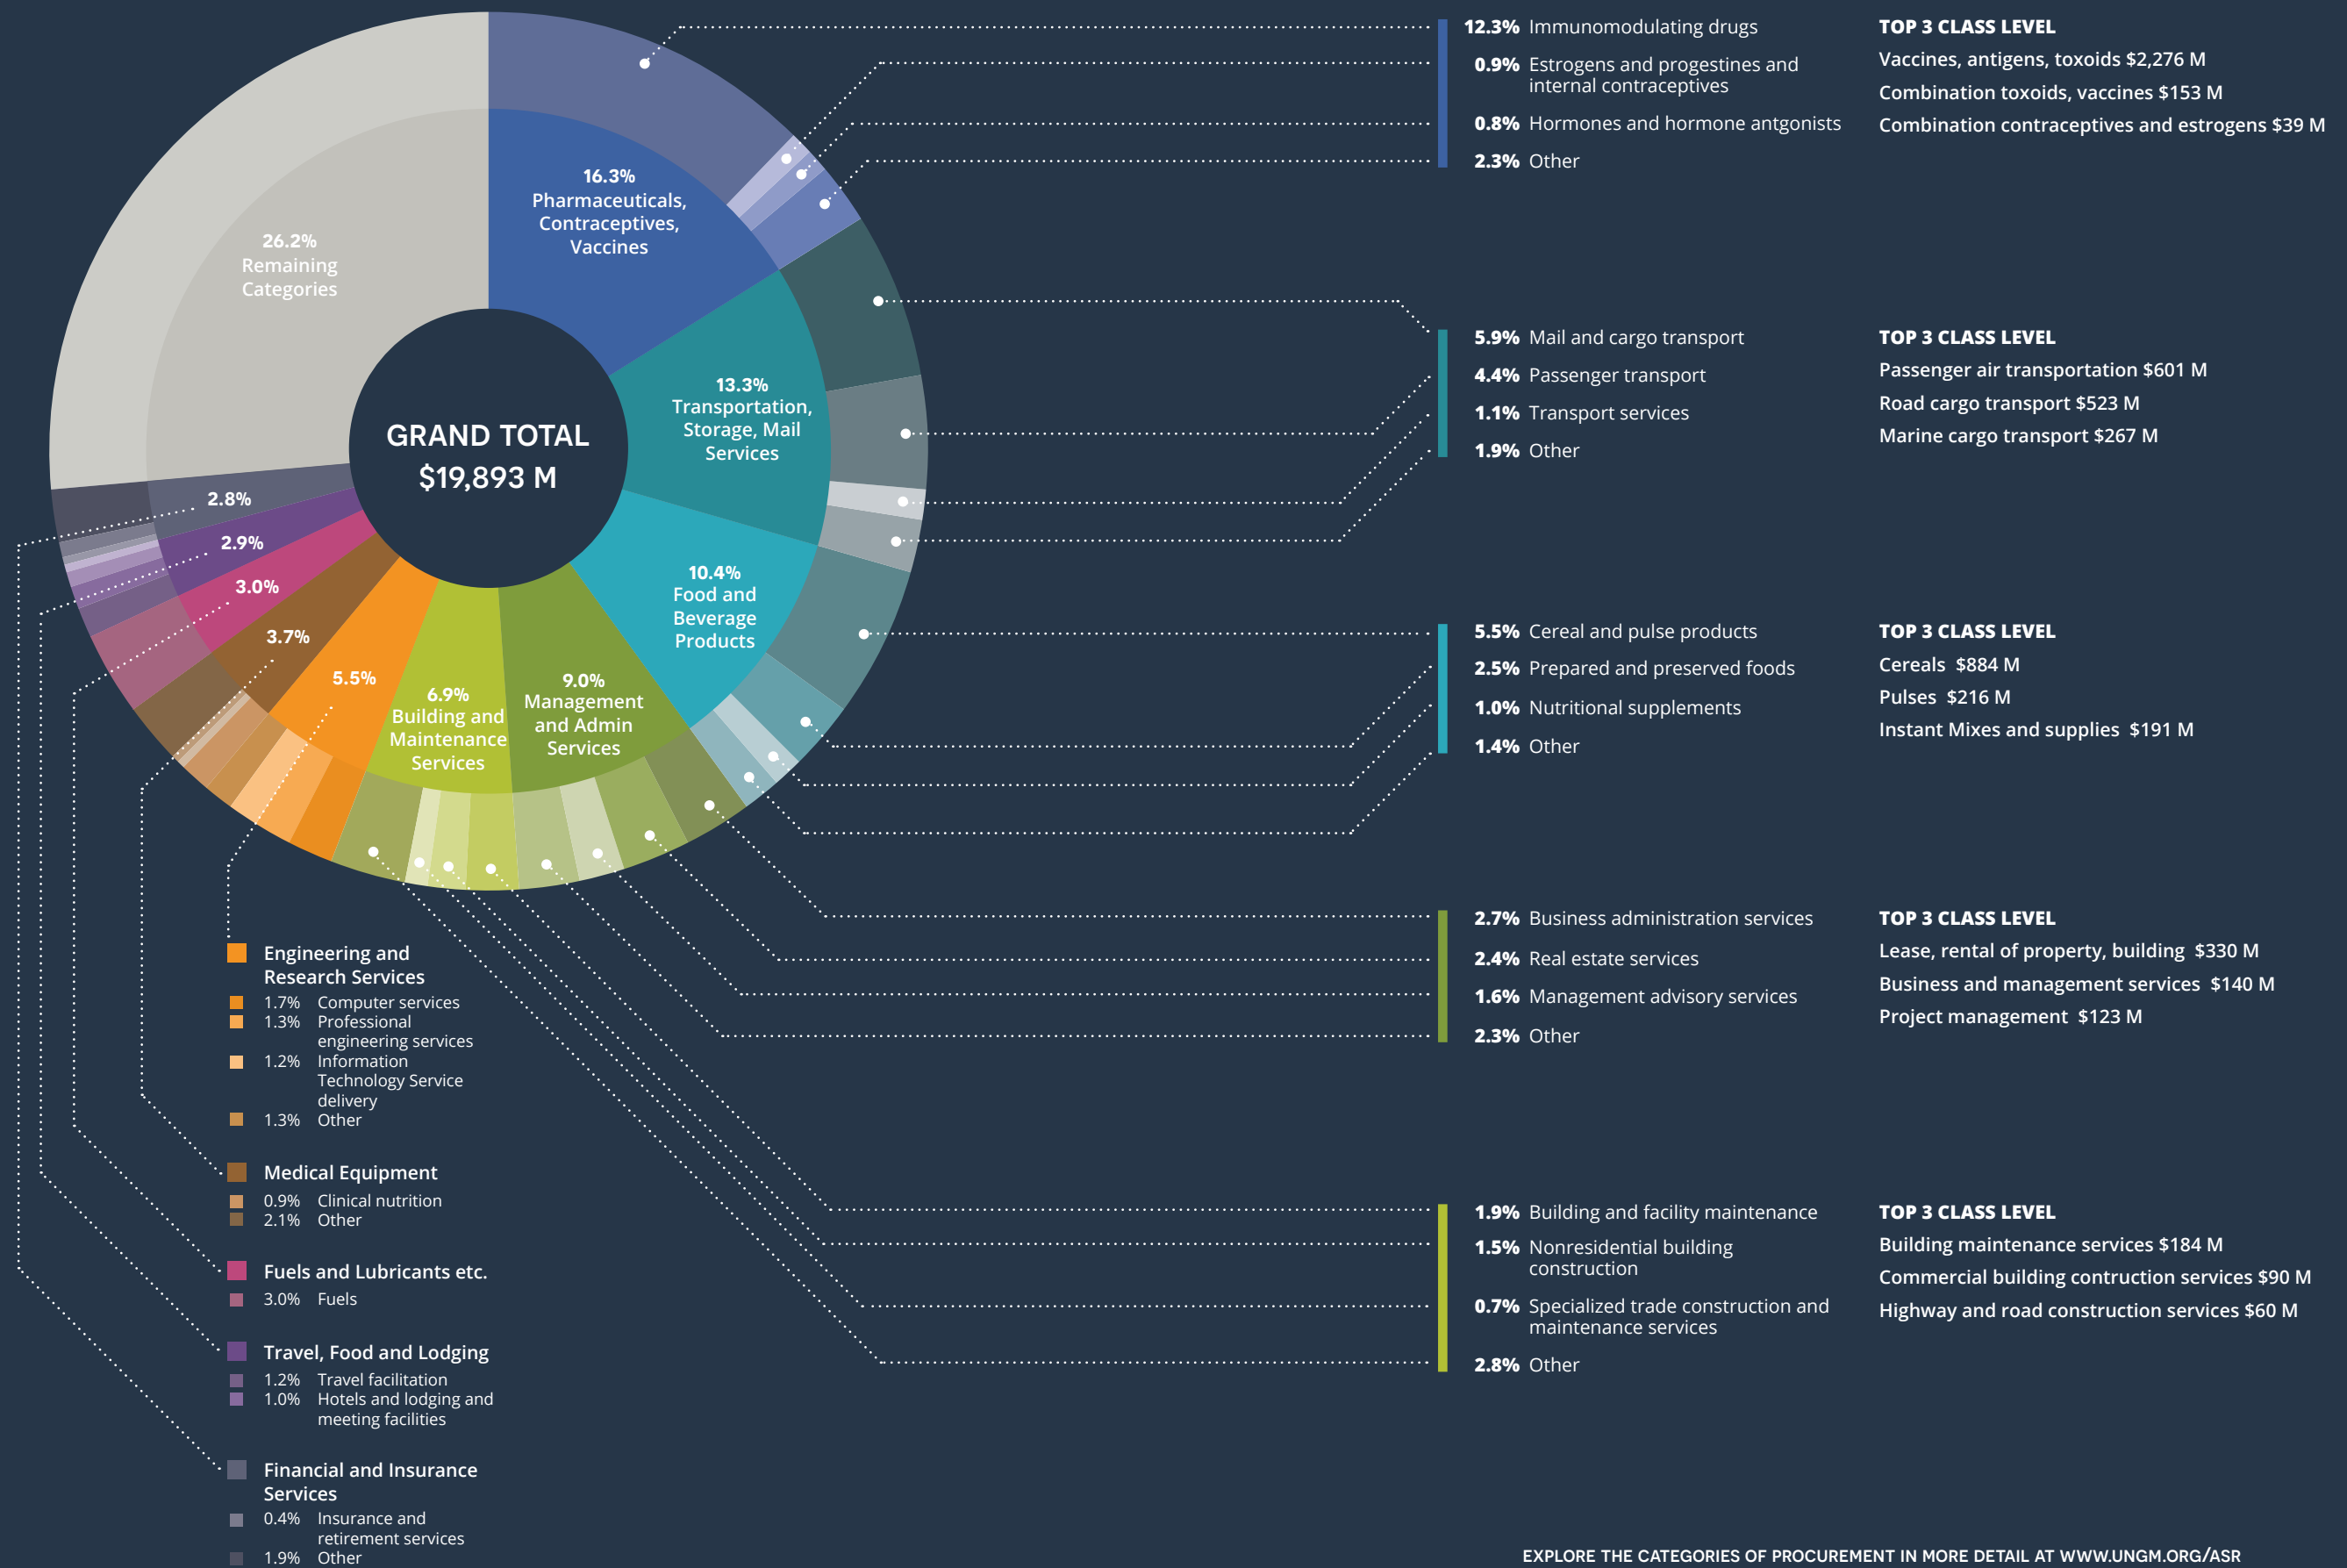 16.3%
Pharmaceuticals,
Contraceptives,
Vaccines
13.3%
Transportation,
Storage, Mail
Services
10.4%
Food and
Beverage
Products
9.0%
Management
and Admin
Services
6.9%
Building and
Maintenance
Services
5.5%
3.7%
3.0%
2.9%
2.8%
26.2%
Remaining
Categories
GRAND TOTAL
$19,893 M
12.3% Immunomodulating drugs
0.9% Estrogens and progestines and
internal contraceptives
0.8% Hormones and hormone antgonists
2.3% Other
TOP 3 CLASS LEVEL
Vaccines, antigens, toxoids $2,276 M
Combination toxoids, vaccines $153 M
Combination contraceptives and estrogens $39 M
5.9% Mail and cargo transport
4.4% Passenger transport
1.1% Transport services
1.9% Other
TOP 3 CLASS LEVEL
Passenger air transportation $601 M
Road cargo transport $523 M
Marine cargo transport $267 M
5.5% Cereal and pulse products
2.5% Prepared and preserved foods
1.0% Nutritional supplements
1.4% Other
TOP 3 CLASS LEVEL
Cereals $884 M
Pulses $216 M
Instant Mixes and supplies $191 M
2.7% Business administration services
2.4% Real estate services
1.6% Management advisory services
2.3% Other
TOP 3 CLASS LEVEL
Lease, rental of property, building $330 M
Business and management services $140 M
Project management $123 M
1.9% Building and facility maintenance
1.5% Nonresidential building
construction
0.7% Specialized trade construction and
maintenance services
2.8% Other
TOP 3 CLASS LEVEL
Building maintenance services $184 M
Commercial building contruction services $90 M
Highway and road construction services $60 M
Engineering and
Research Services
1.7% Computer services
1.3% Professional
engineering services
1.2% Information
Technology Service
delivery
1.3% Other
Medical Equipment
0.9% Clinical nutrition
2.1% Other
Fuels and Lubricants etc.
3.0% Fuels
Travel, Food and Lodging
1.2% Travel facilitation
1.0% Hotels and lodging and
meeting facilities
Financial and Insurance
Services
0.4% Insurance and
retirement services
1.9% Other
EXPLORE THE CATEGORIES OF PROCUREMENT IN MORE DETAIL AT WWW.UNGM.ORG/ASR